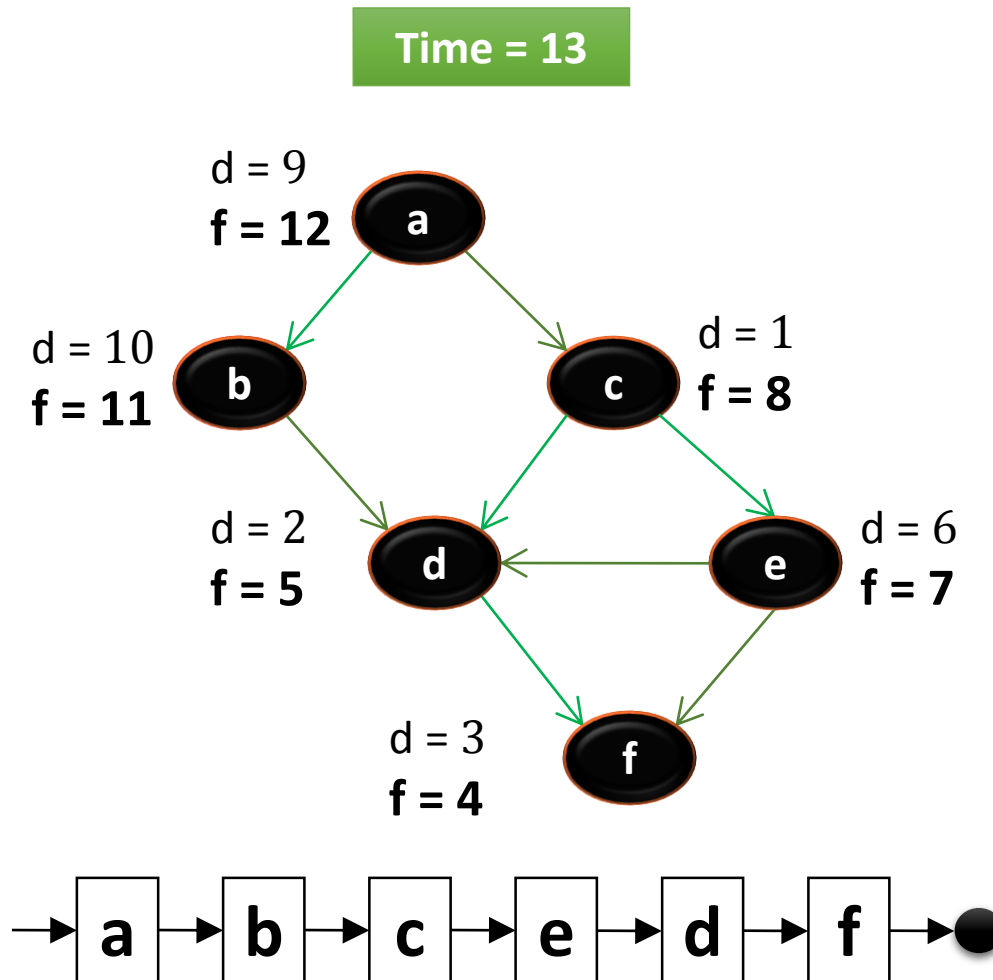 Time = 13
d = 9
f = 12
a
d = 10
f = 11
b
c
d = 1
f = 8
d = 2
f = 5
d
e
d = 6
f = 7
d = 3
f = 4
f
a b c e d f